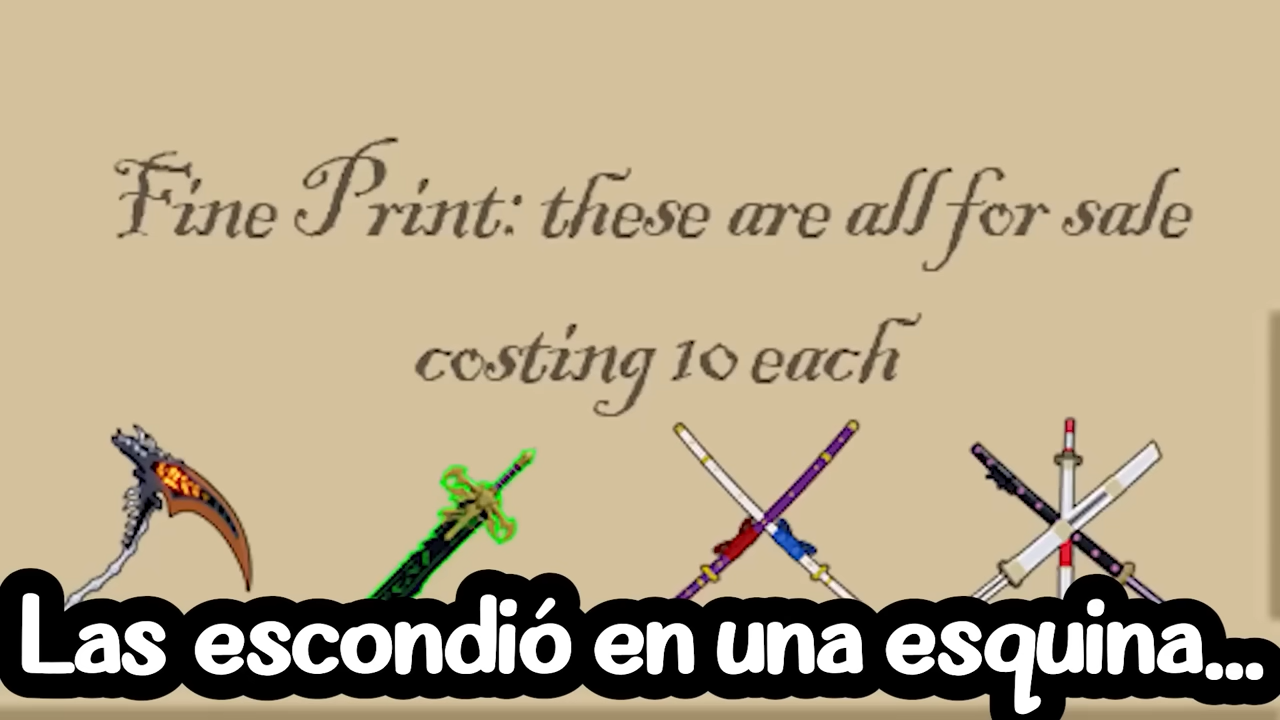 Fine Print: these are all for sale
costing 10 each
Las escondió en una esquina...